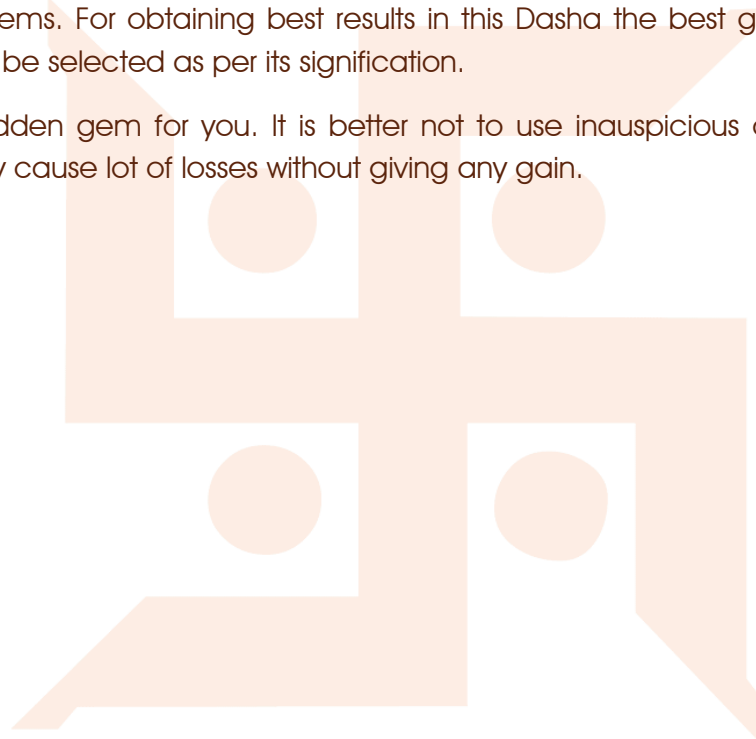 ems. For obtaining best results in this Dasha the best g
be selected as per its signification.
dden gem for you. It is better not to use inauspicious
y cause lot of losses without giving any gain.